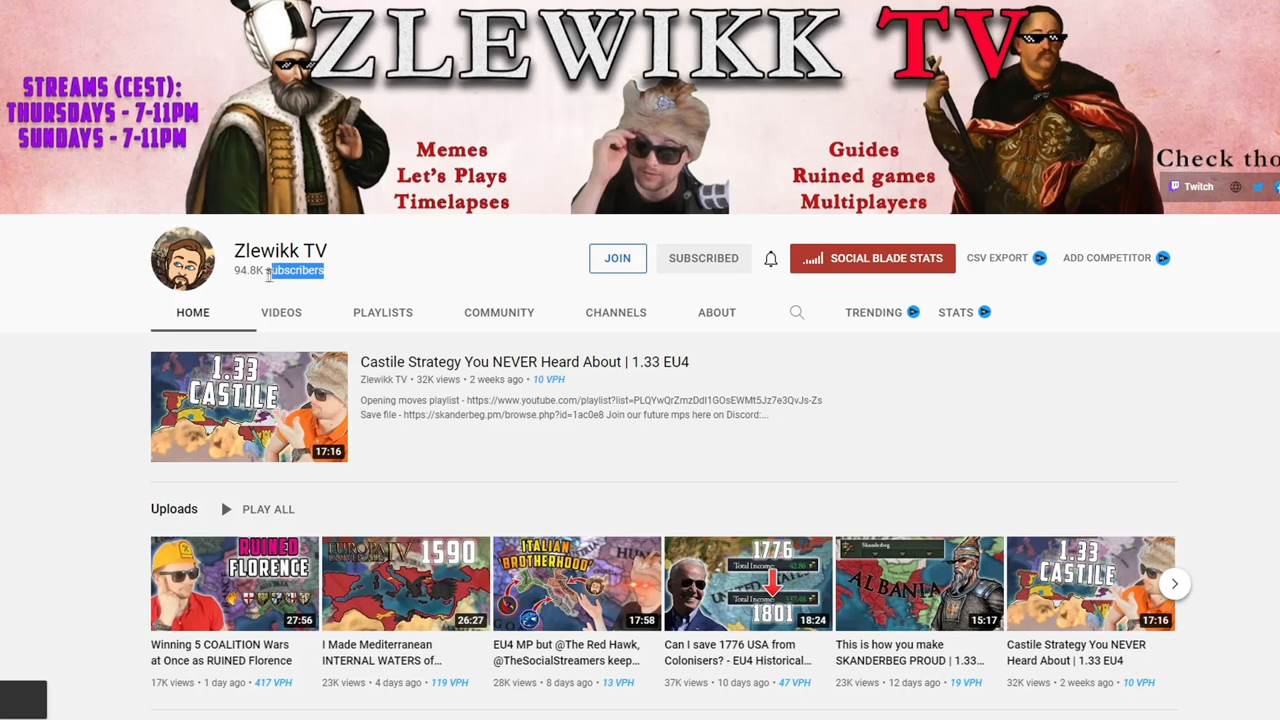 ZLEWIKK TV
STREAMS (CEST):
THURSDAYS - 7-11PM
SUNDAYS - 7-11PM
Memes
Let's Plays
Timelapses
Guides
Ruined games
Multiplayers
Check tho
Twitch
Zlewikk TV
94.8K subscribers
JOIN
SUBSCRIBED
SOCIAL BLADE STATS
CSV EXPORT
ADD COMPETITOR
HOME
VIDEOS
PLAYLISTS
COMMUNITY
CHANNELS
ABOUT
TRENDING
STATS
1.33
CASTILE
17:16
Castile Strategy You NEVER Heard About | 1.33 EU4
Zlewikk TV • 32K views • 2 weeks ago • 10 VPH
Opening moves playlist - https://www.youtube.com/playlist?list=PLQYwQrZmzDdI1GOsEWMt5Jz7e3QvJs-Zs
Save file - https://skanderbeg.pm/browse.php?id=1ac0e8 Join our future mps here on Discord:...
Uploads
PLAY ALL
RUINED
FLORENCE
27:56
1590
26:27
ITALIAN
BROTHERHOOD
17:58
1776
Total Income
1801
18:24
Skanderbeg
ALBANIA
15:17
1.33
CASTILE
17:16
Winning 5 COALITION Wars
at Once as RUINED Florence
17K views • 1 day ago • 417 VPH
I Made Mediterranean
INTERNAL WATERS of...
23K views • 4 days ago • 119 VPH
EU4 MP but @The Red Hawk,
@TheSocialStreamers keep...
28K views • 8 days ago • 13 VPH
Can I save 1776 USA from
Colonisers? - EU4 Historical...
37K views • 10 days ago • 47 VPH
This is how you make
SKANDERBEG PROUD | 1.33...
23K views • 12 days ago • 19 VPH
Castile Strategy You NEVER
Heard About | 1.33 EU4
32K views • 2 weeks ago • 10 VPH